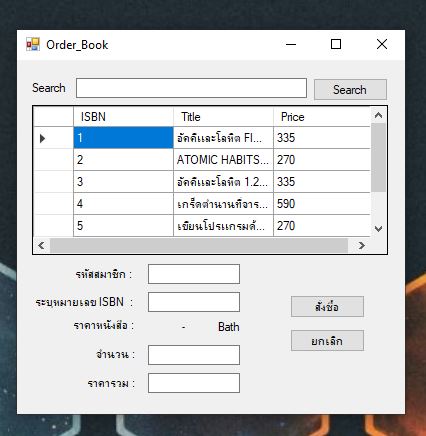 Order_Book
Search Search
ISBN Title Price
1 อัคคีและโลหิต FI... 335
2 ATOMIC HABITS... 270
3 อัคคีและโลหิต 1.2... 335
4 เกร็ดตำนานที่จาร... 590
5 เขียนโปรแกรมด้... 270
รหัสสมาชิก :
ระบุหมายเลข ISBN :
ราคาหนังสือ : - Bath
สั่งซื่อ
ยกเลิก
จำนวน :
ราคารวม :